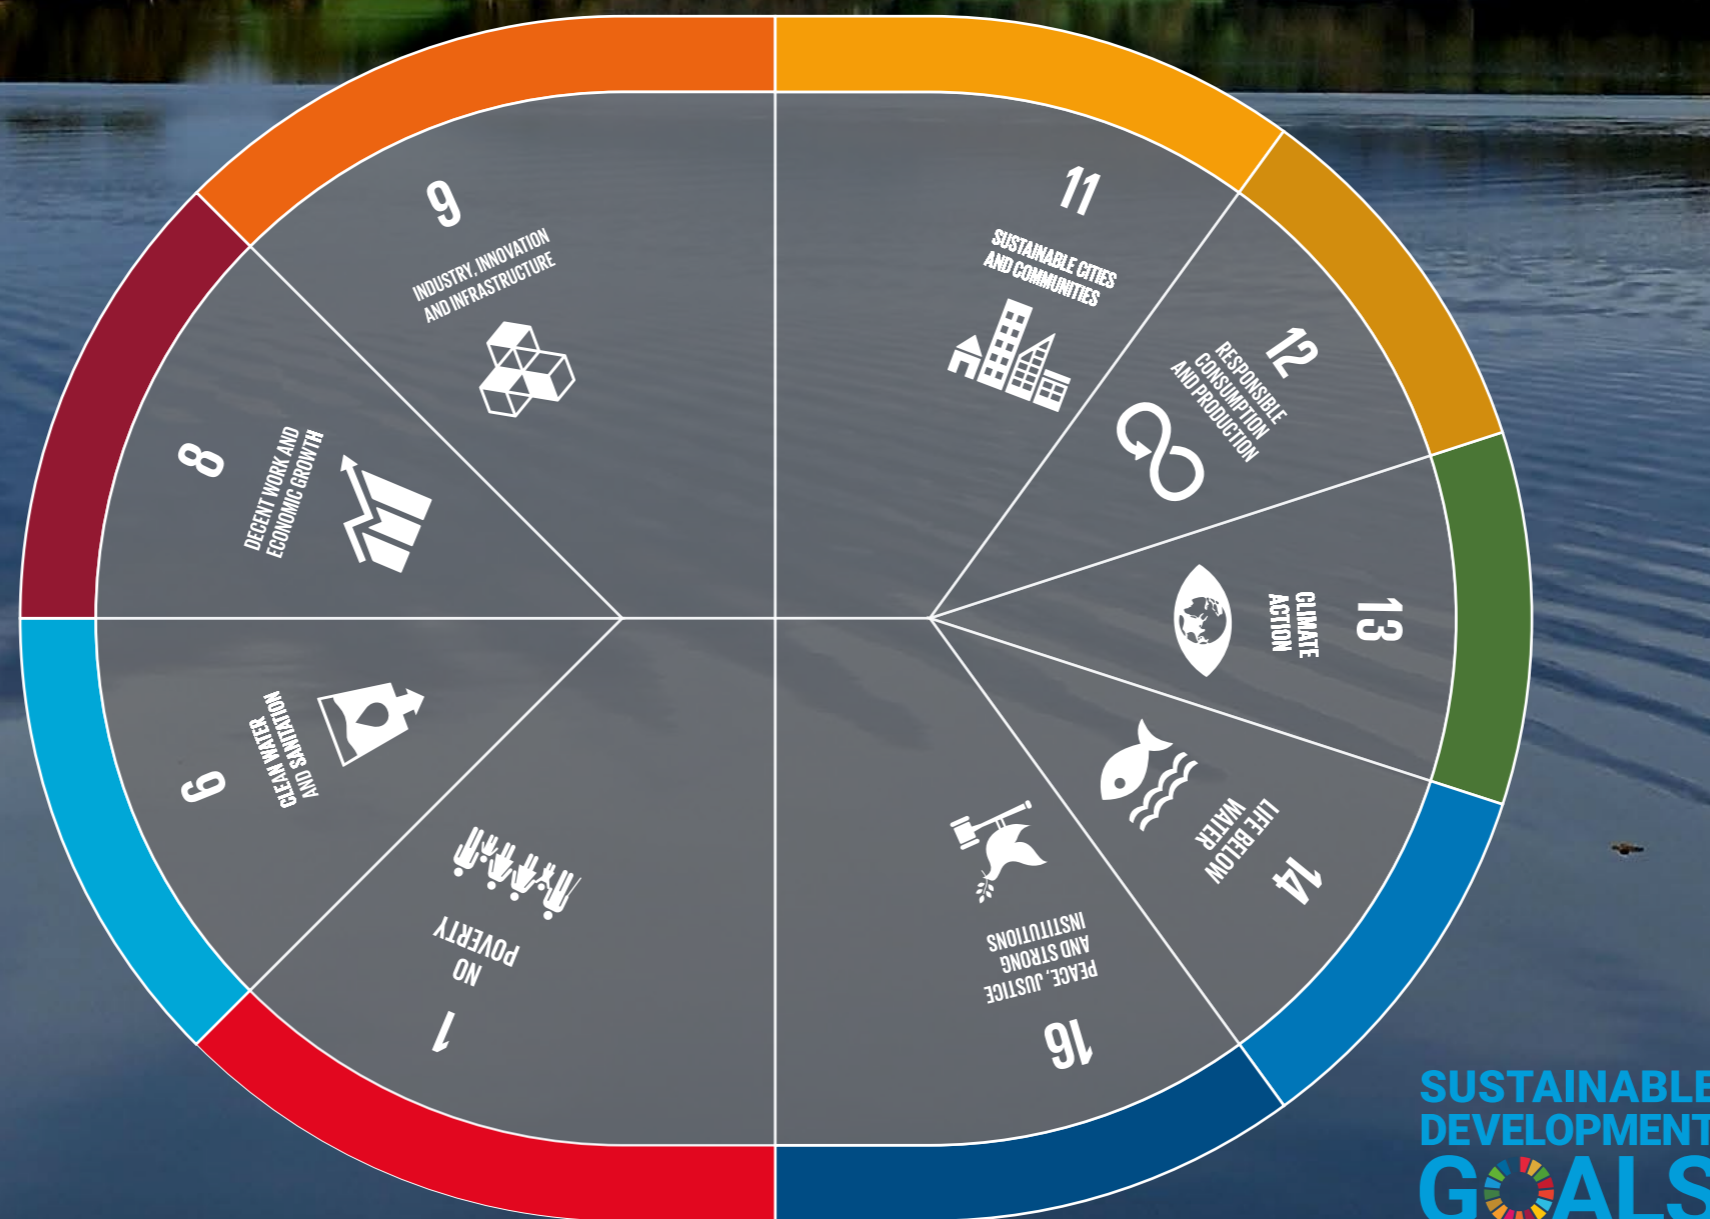 9
INDUSTRY, INNOVATION
AND INFRASTRUCTURE
11
SUSTAINABLE CITIES
AND COMMUNITIES
12
RESPONSIBLE
CONSUMPTION
AND PRODUCTION
13
CLIMATE
ACTION
14
LIFE BELOW
WATER
16
PEACE, JUSTICE
AND STRONG
INSTITUTIONS
1
NO
POVERTY
6
CLEAN WATER
AND SANITATION
8
DECENT WORK AND
ECONOMIC GROWTH
SUSTAINABLE
DEVELOPMENT
GOALS